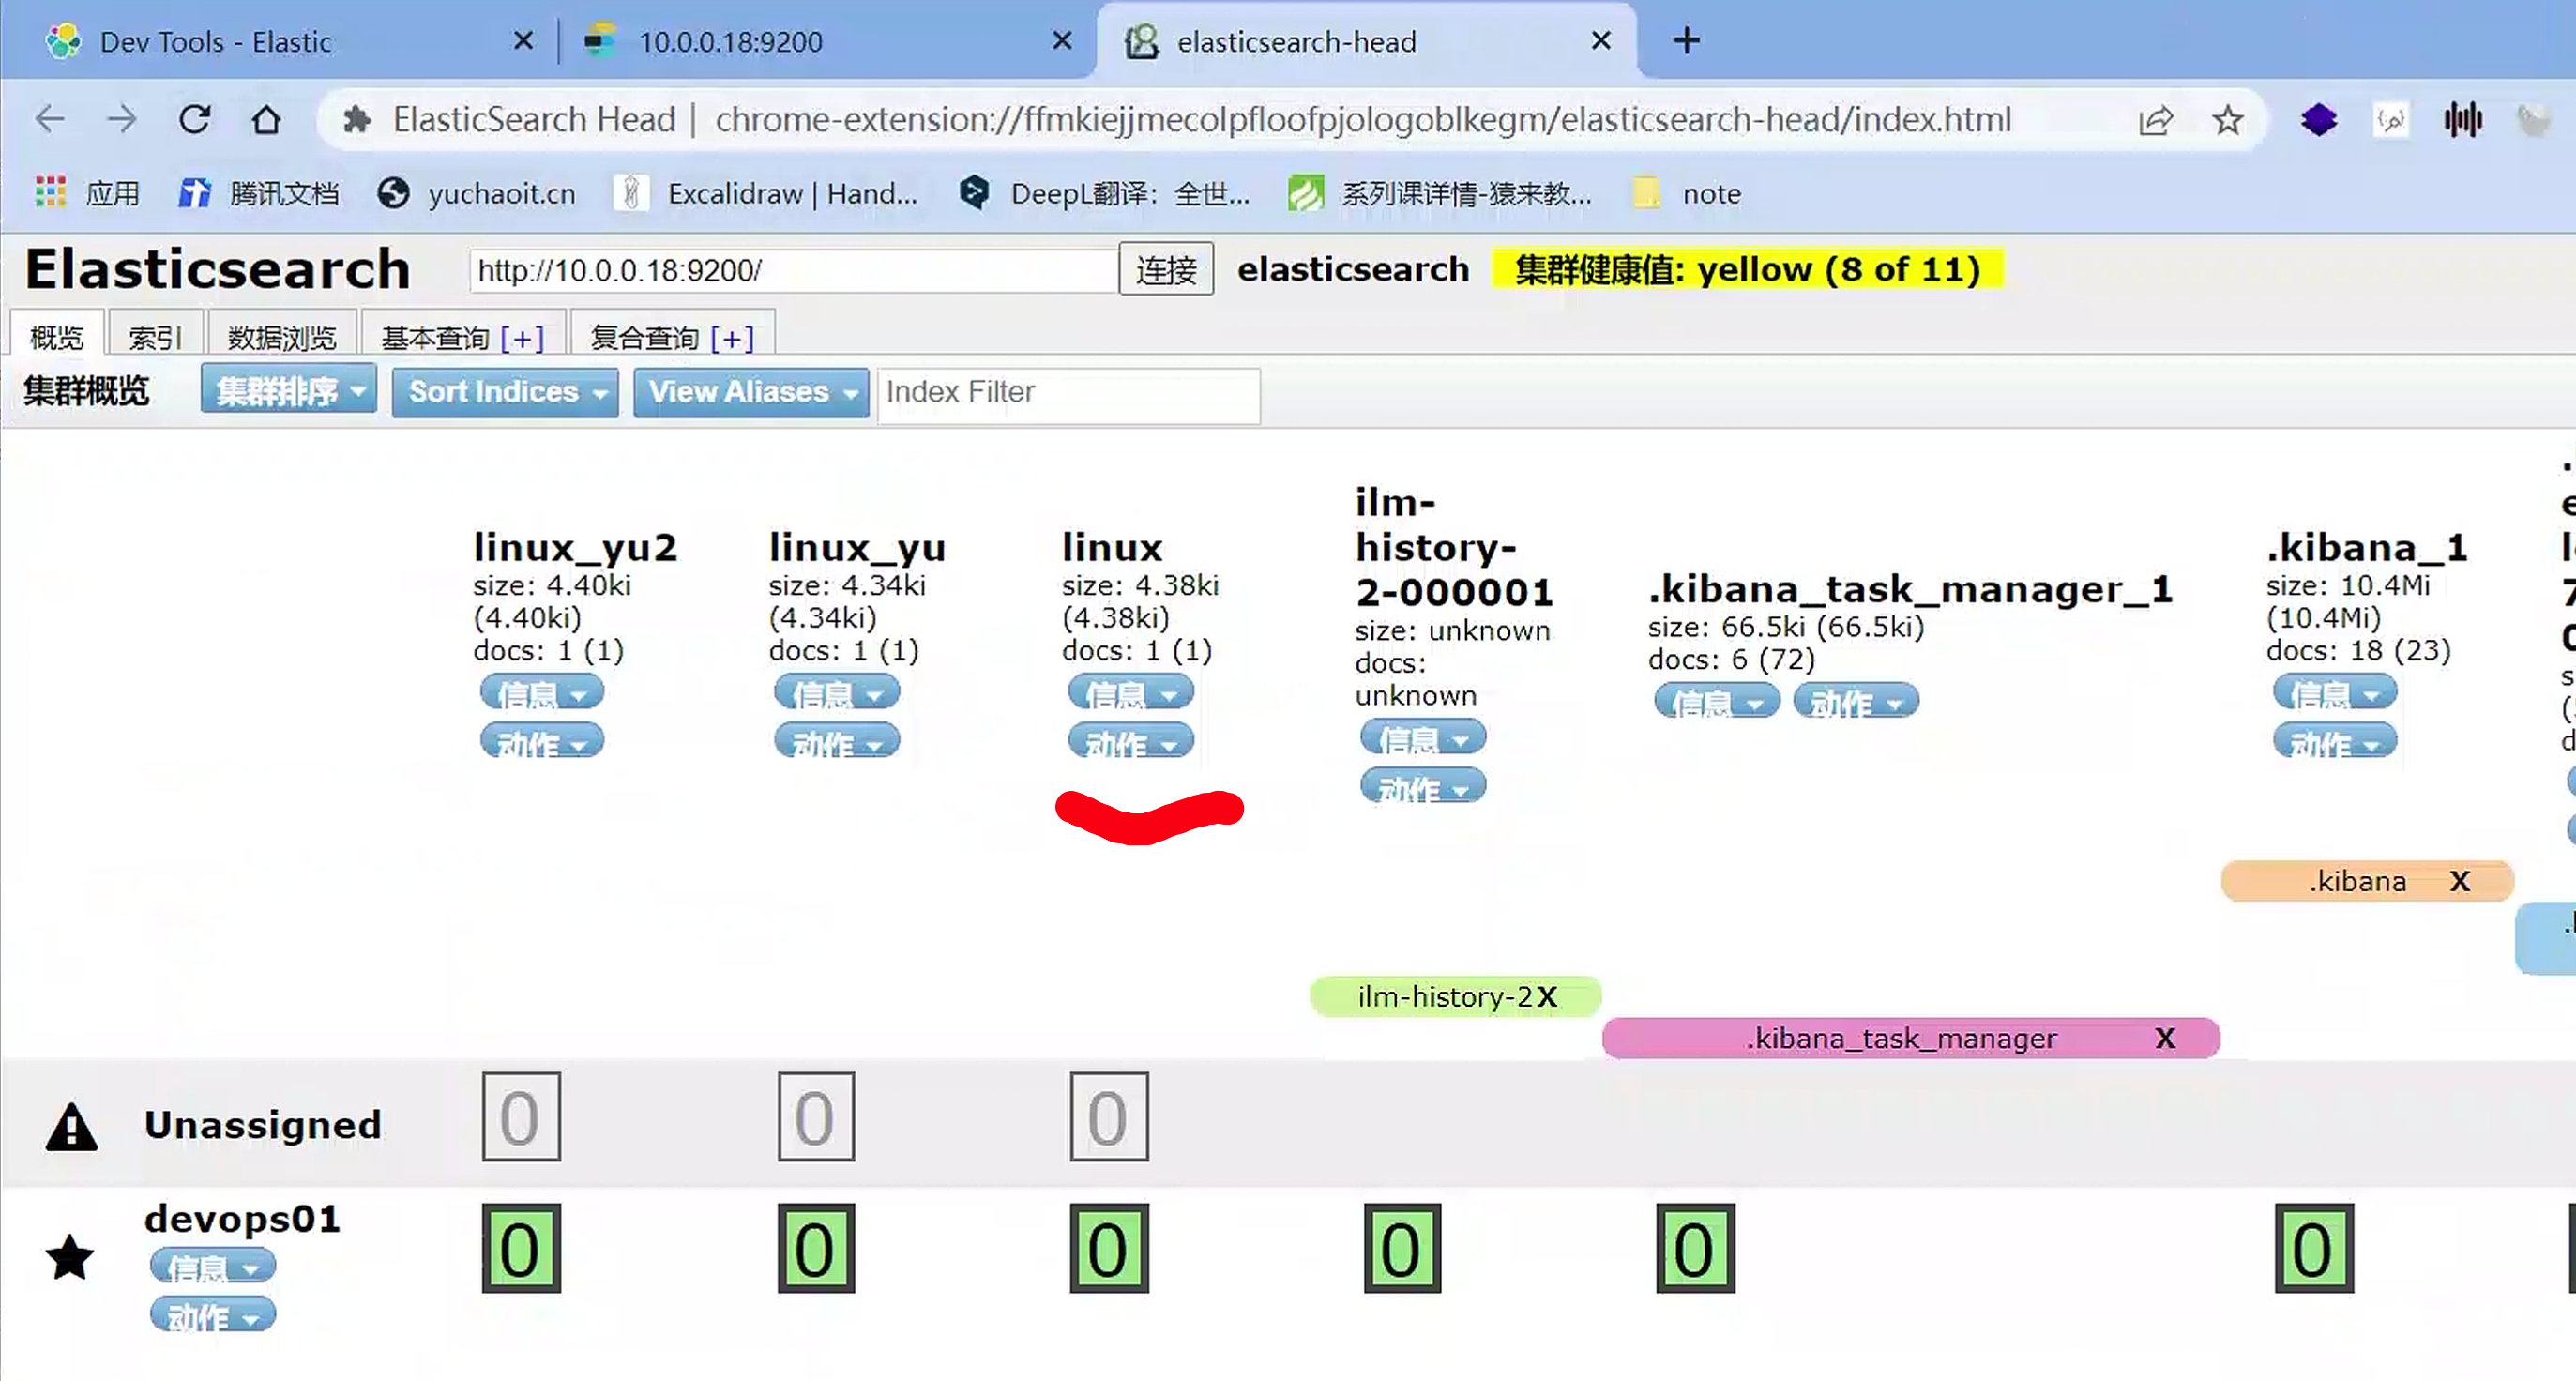 Dev Tools - Elastic
10.0.0.18:9200
elasticsearch-head
ElasticSearch Head | chrome-extension://ffmkiejjmecolpfloofpjologoblkegm/elasticsearch-head/index.html
应用
腾讯文档
yuchaoit.cn
Excalidraw | Hand...
DeepL翻译：全世...
系列课详情-猿来教...
note
Elasticsearch
http://10.0.0.18:9200/
连接
elasticsearch
集群健康值: yellow (8 of 11)
概览
索引
数据浏览
基本查询 [+]
复合查询 [+]
集群概览
集群排序
Sort Indices
View Aliases
Index Filter
linux_yu2
size: 4.40ki
(4.40ki)
docs: 1 (1)
信息
动作
linux_yu
size: 4.34ki
(4.34ki)
docs: 1 (1)
信息
动作
linux
size: 4.38ki
(4.38ki)
docs: 1 (1)
信息
动作
ilm-
history-
2-000001
size: unknown
docs:
unknown
信息
动作
.kibana_task_manager_1
size: 66.5ki (66.5ki)
docs: 6 (72)
信息
动作
.kibana_1
size: 10.4Mi
(10.4Mi)
docs: 18 (23)
信息
动作
.kibana X
ilm-history-2X
.kibana_task_manager X
Unassigned
0
0
0
devops01
信息
动作
0
0
0
0
0
0